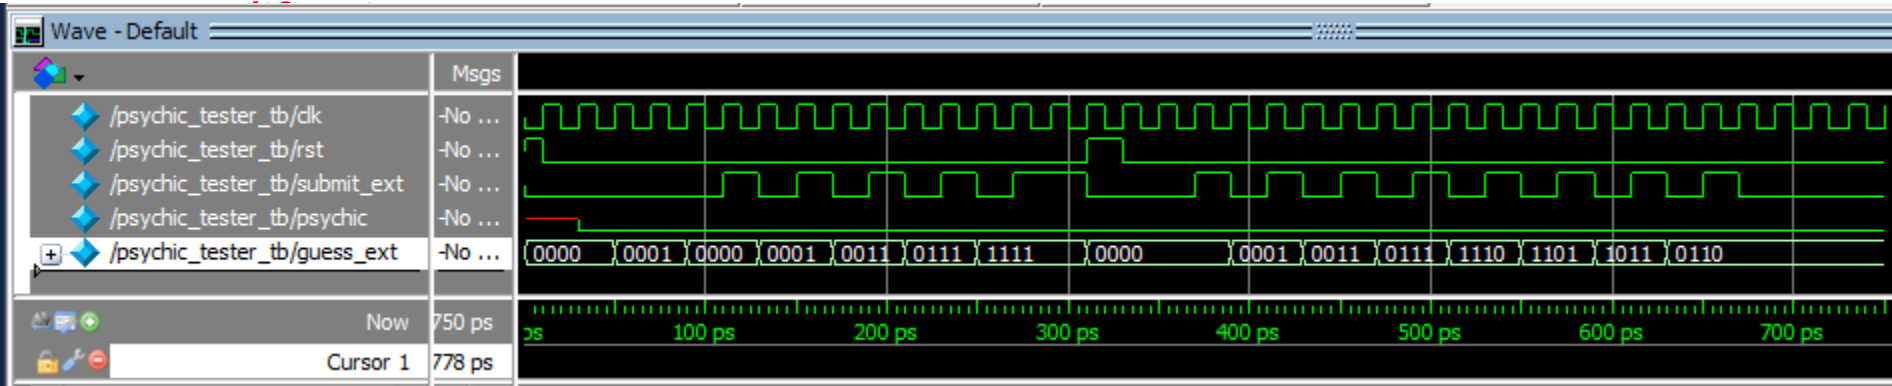 Wave - Default
Msgs
/psychic_tester_tb/clk -No ...
/psychic_tester_tb/rst -No ...
/psychic_tester_tb/submit_ext -No ...
/psychic_tester_tb/psychic -No ...
/psychic_tester_tb/guess_ext -No ... 0000 0001 0000 0001 0011 0111 1111 0000 0001 0011 0111 1110 1101 1011 0110
Now 750 ps ps 100 ps 200 ps 300 ps 400 ps 500 ps 600 ps 700 ps
Cursor 1 778 ps